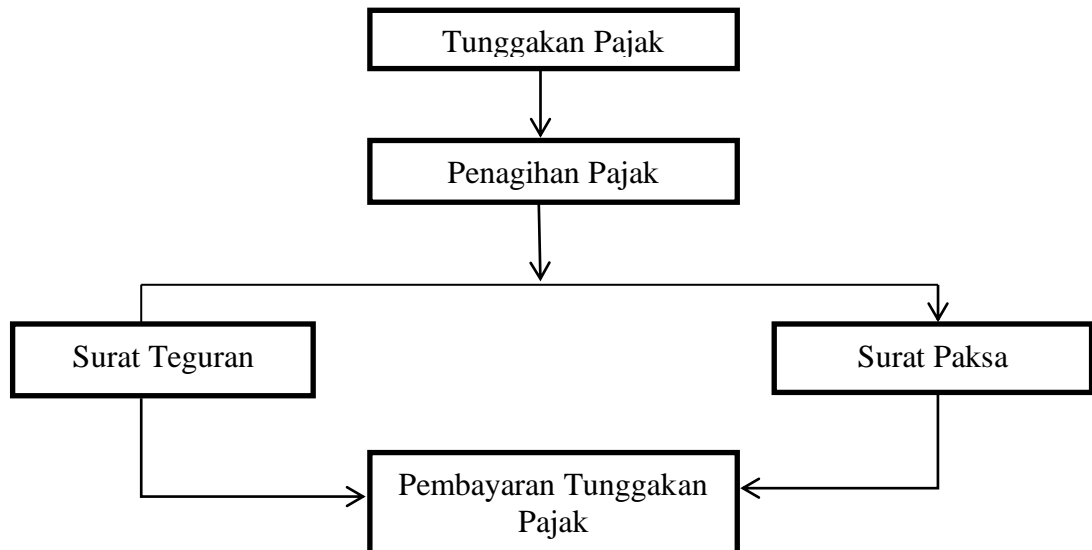 Tunggakan Pajak
Penagihan Pajak
Surat Teguran
Surat Paksa
Pembayaran Tunggakan
Pajak